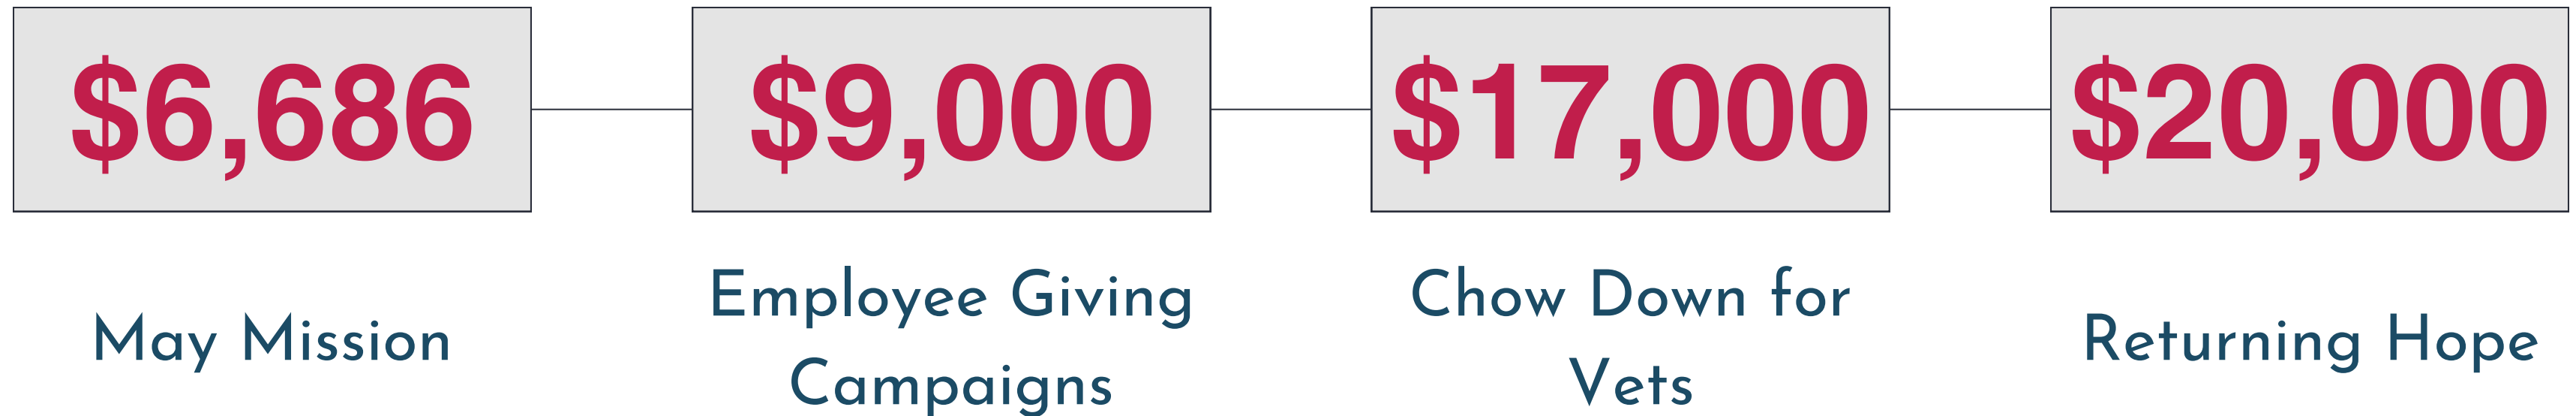 $6,686
$9,000
$17,000
$20,000
May Mission
Employee Giving
Campaigns
Chow Down for
Vets
Returning Hope